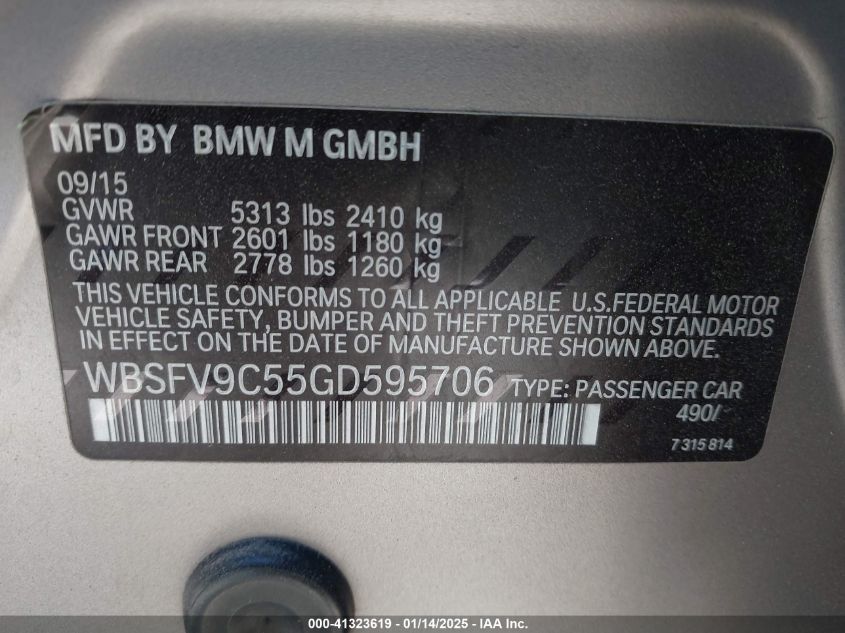 MFD BY BMW M GMBH
09/15
GVWR 5313 lbs 2410 kg
GAWR FRONT 2601 lbs 1180 kg
GAWR REAR 2778 lbs 1260 kg
THIS VEHICLE CONFORMS TO ALL APPLICABLE U.S.FEDERAL MOTOR
VEHICLE SAFETY, BUMPER AND THEFT PREVENTION STANDARDS
IN EFFECT ON THE DATE OF MANUFACTURE SHOWN ABOVE.
WBSFV9C55GD595706 TYPE: PASSENGER CAR
490/
7 315 814
000-41323619 - 01/14/2025 - IAA Inc.